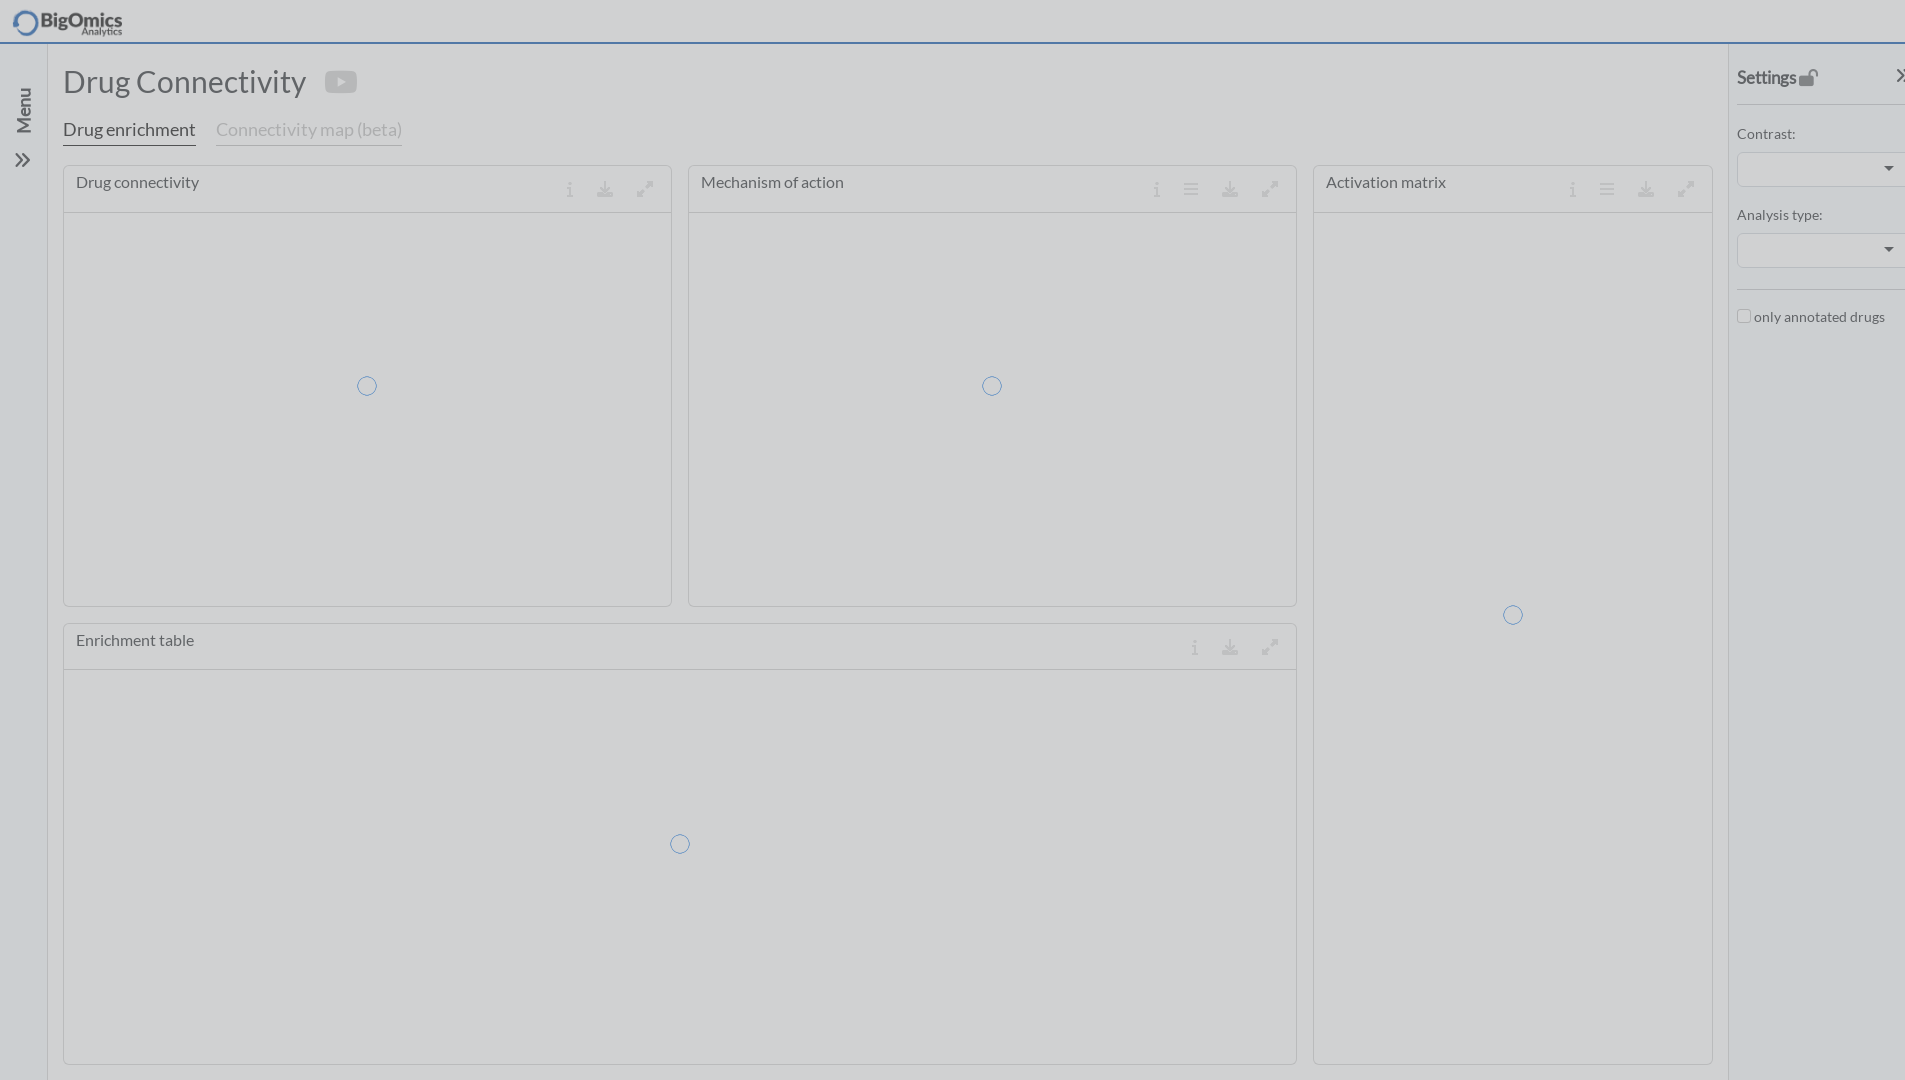 BigOmics
Analytics
Menu
Drug Connectivity
Drug enrichment
Connectivity map (beta)
Drug connectivity
Mechanism of action
Activation matrix
Enrichment table
Settings
Contrast:
Analysis type:
only annotated drugs